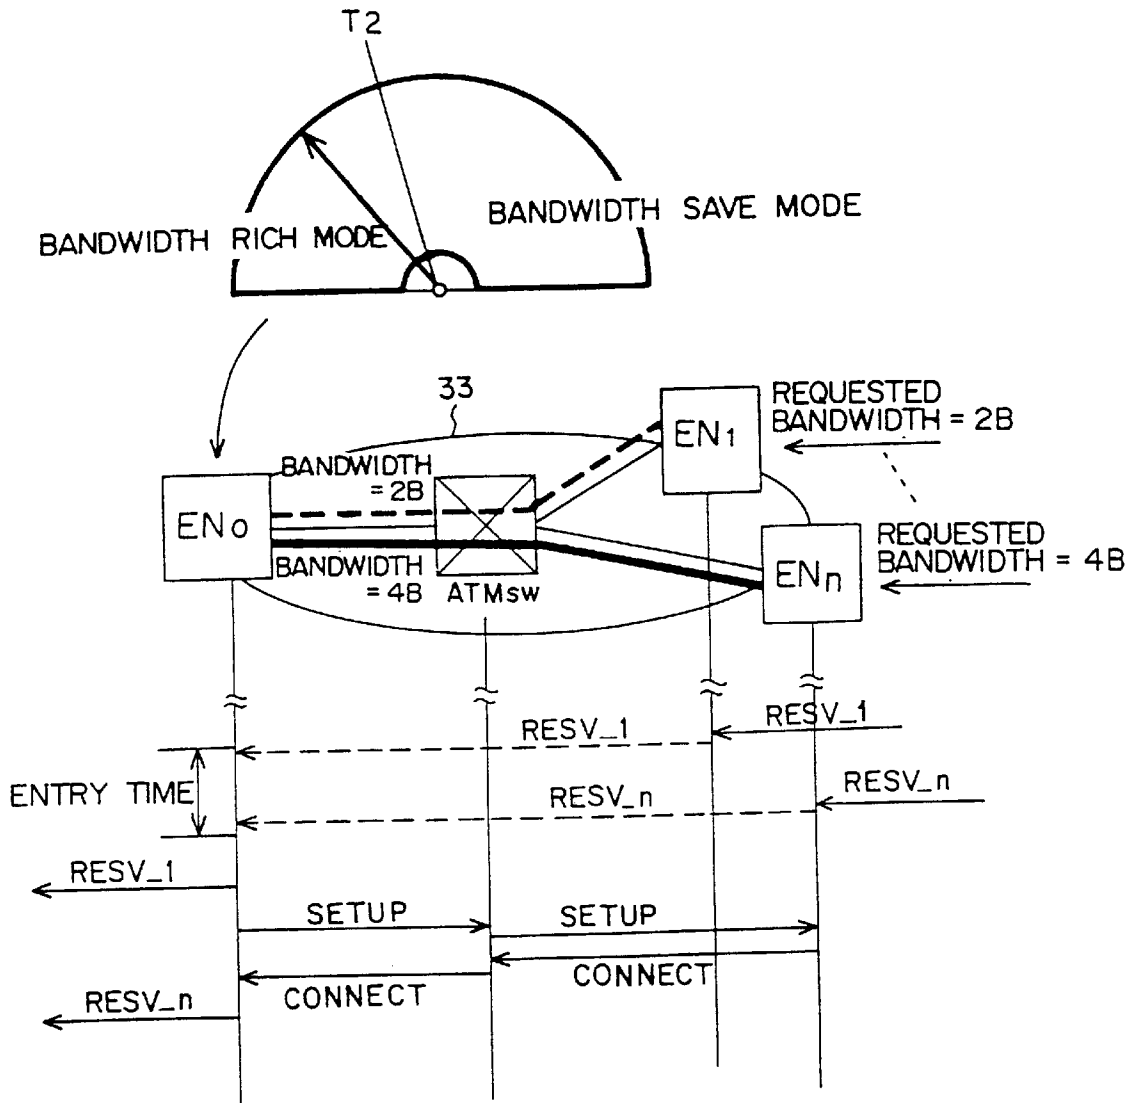 T2
BANDWIDTH RICH MODE
BANDWIDTH SAVE MODE
33
EN1
REQUESTED
BANDWIDTH = 2B
BANDWIDTH
= 2B
EN0
BANDWIDTH
= 4B
ATMSW
ENn
REQUESTED
BANDWIDTH = 4B
RESV_1
RESV_1
ENTRY TIME
RESV_n
RESV_n
RESV_1
SETUP
SETUP
CONNECT
CONNECT
RESV_n